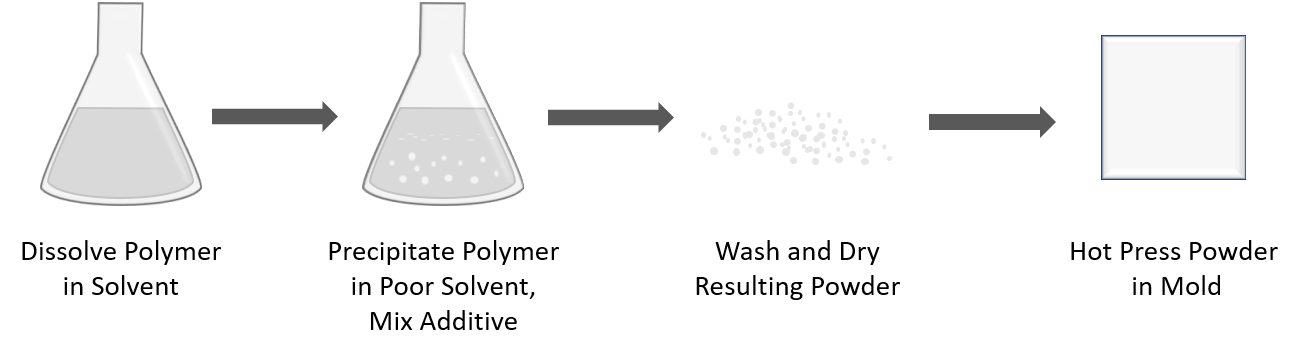 Dissolve Polymer
in Solvent
Precipitate Polymer
in Poor Solvent,
Mix Additive
Wash and Dry
Resulting Powder
Hot Press Powder
in Mold